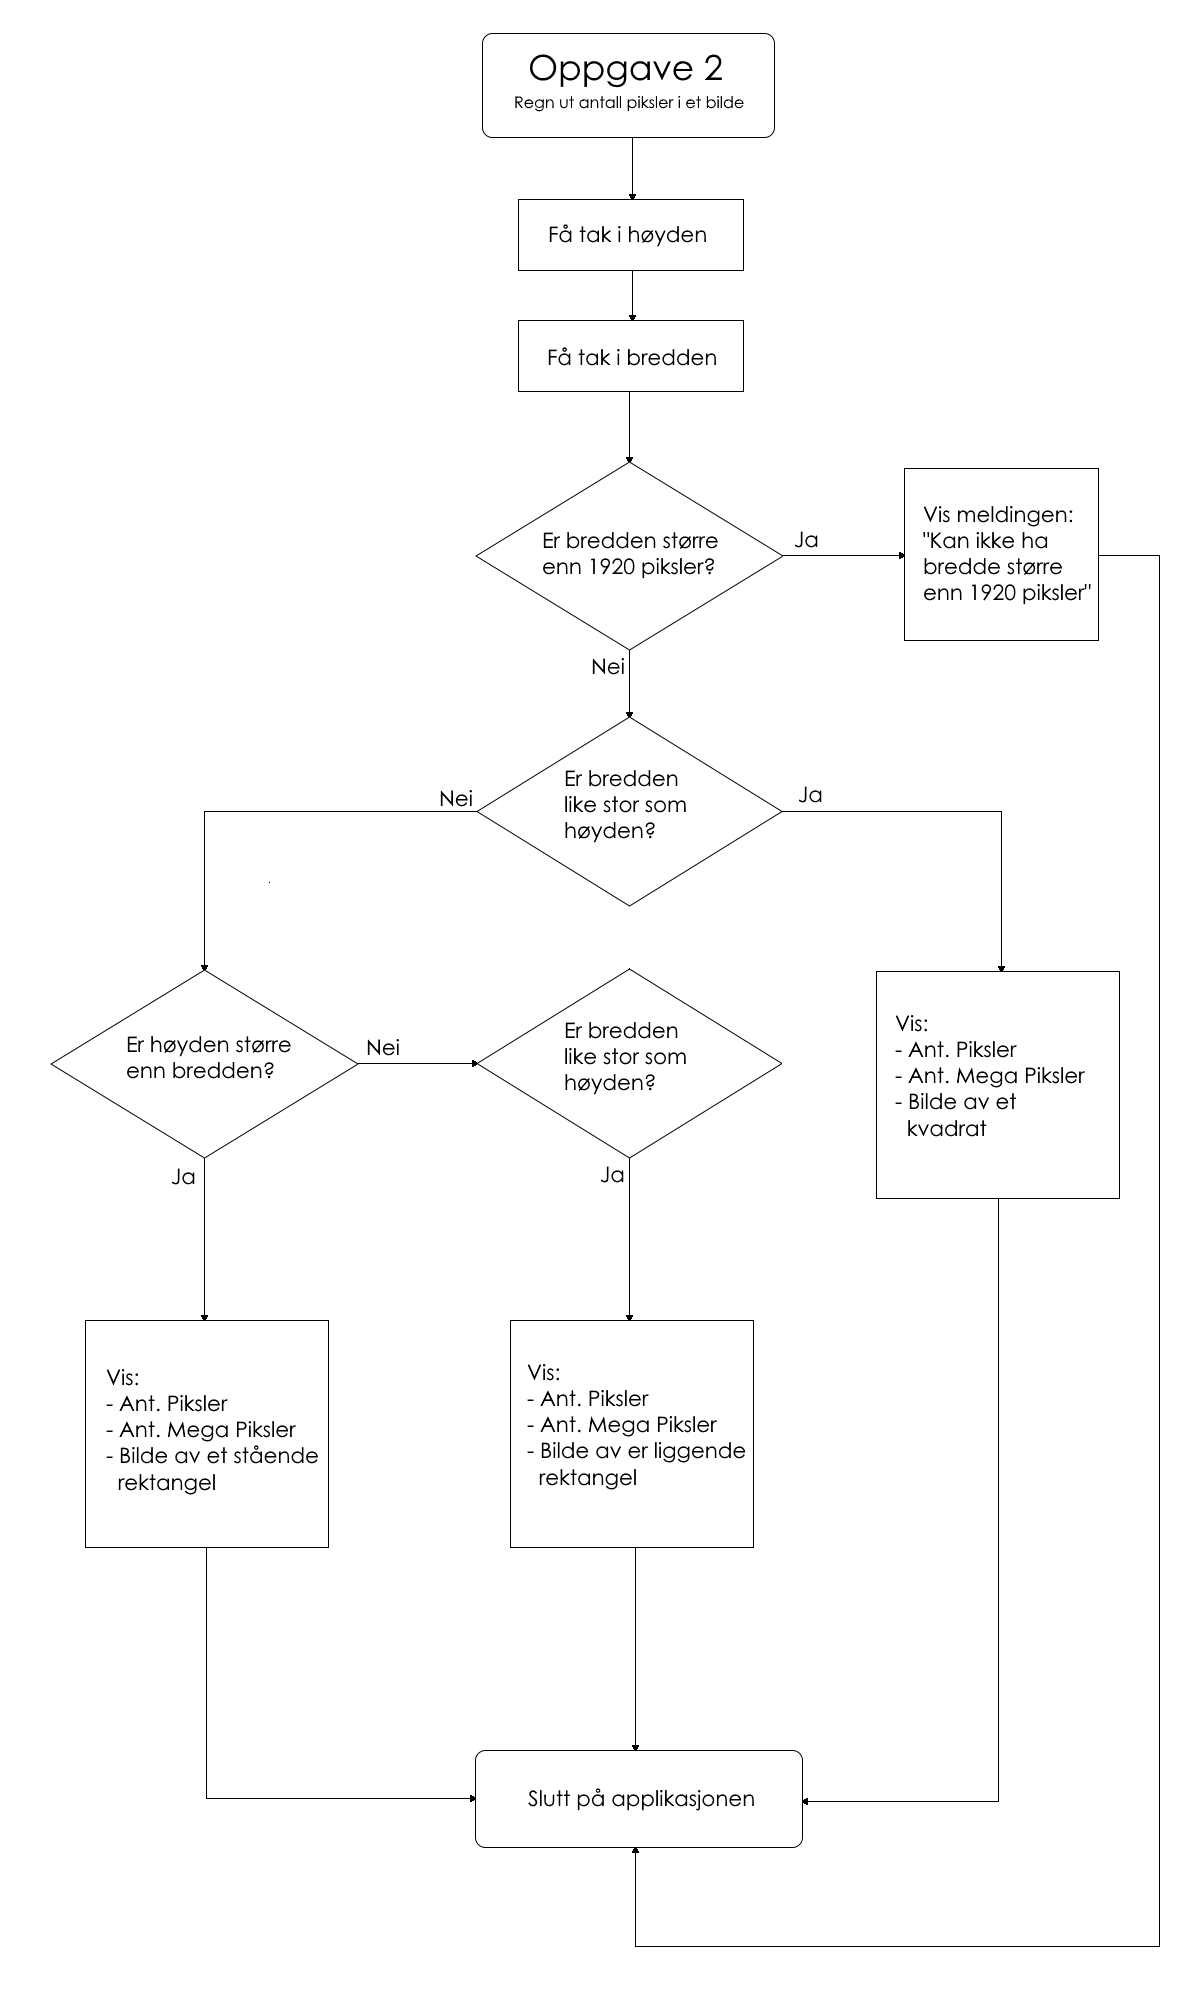 Oppgave 2
Regn ut antall piksler i et bilde
Få tak i høyden
Få tak i bredden
Er bredden større
enn 1920 piksler?
Ja
Vis meldingen:
"Kan ikke ha
bredde større
enn 1920 piksler"
Nei
Er bredden
like stor som
høyden?
Nei
Ja
Er høyden større
enn bredden?
Nei
Er bredden
like stor som
høyden?
Vis:
- Ant. Piksler
- Ant. Mega Piksler
- Bilde av et
kvadrat
Ja
Ja
Vis:
- Ant. Piksler
- Ant. Mega Piksler
- Bilde av et stående
rektangel
Vis:
- Ant. Piksler
- Ant. Mega Piksler
- Bilde av er liggende
rektangel
Slutt på applikasjonen